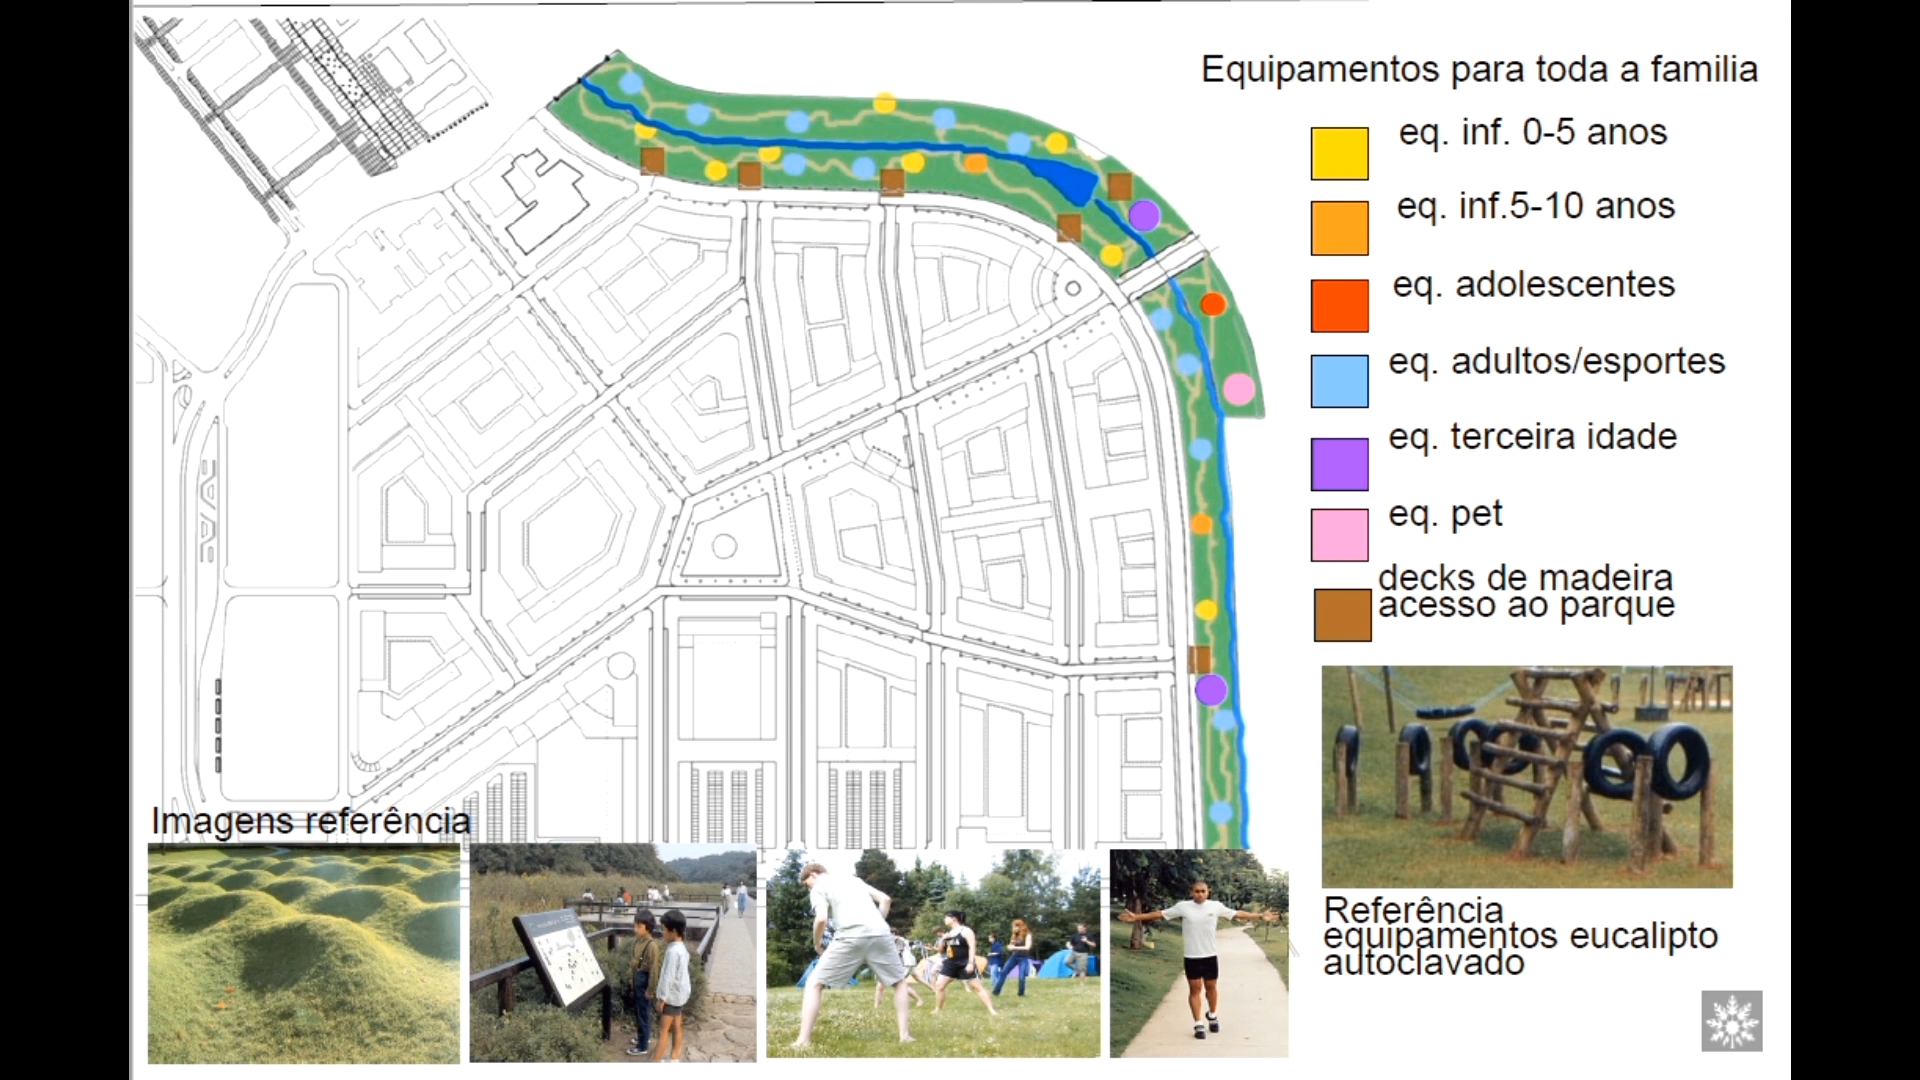 Equipamentos para toda a familia
eq. inf. 0-5 anos
eq. inf.5-10 anos
eq. adolescentes
eq. adultos/esportes
eq. terceira idade
eq. pet
decks de madeira
acesso ao parque
Imagens referência
Referência
equipamentos eucalipto
autoclavado